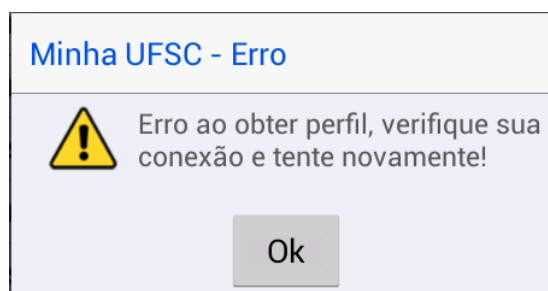 Minha UFSC - Erro
Erro ao obter perfil, verifique sua
conexão e tente novamente!
Ok